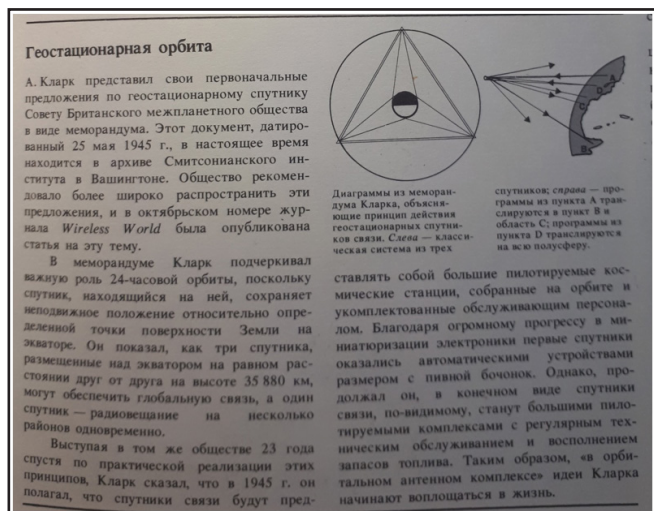 Геостационарная орбита
А. Кларк представил свои первоначальные
предложения по геостационарному спутнику
Совету Британского межпланетного общества
в виде меморандума. Этот документ, датиро-
ванный 25 мая 1945 г., в настоящее время
находится в архиве Смитсонианского ин-
ститута в Вашингтоне. Общество рекомен-
довало более широко распространить эти
предложения, и в октябрьском номере жур-
нала Wireless World была опубликована
статья на эту тему.
В меморандуме Кларк подчеркивал
важную роль 24-часовой орбиты, поскольку
спутник, находящийся на ней, сохраняет
неподвижное положение относительно опре-
деленной точки поверхности Земли на
экваторе. Он показал, как три спутника,
размещенные над экватором на равном рас-
стоянии друг от друга на высоте 35 880 км,
могут обеспечить глобальную связь, а один
спутник — радиовещание на несколько
районов одновременно.
Выступая в том же обществе 23 года
спустя по практической реализации этих
принципов, Кларк сказал, что в 1945 г. он
полагал, что спутники связи будут пред-
A
D
C
B
Диаграммы из меморан-
дума Кларка, объясня-
ющие принцип действия
геостационарных спутни-
ков связи. Слева — класси-
ческая система из трех
спутников; справа — про-
граммы из пункта A транс-
лируются в пункт B и
область C; программы из
пункта D транслируются
на всю полусферу.
ставлять собой большие пилотируемые кос-
мические станции, собранные на орбите и
укомплектованные обслуживающим персона-
лом. Благодаря огромному прогрессу в ми-
ниатюризации электроники первые спутники
оказались автоматическими устройствами
размером с пивной бочонок. Однако, про-
должал он, в конечном виде спутники
связи, по-видимому, станут большими пило-
тируемыми комплексами с регулярным тех-
ническим обслуживанием и восполнением
запасов топлива. Таким образом, «в орби-
тальном антенном комплексе» идеи Кларка
начинают воплощаться в жизнь.